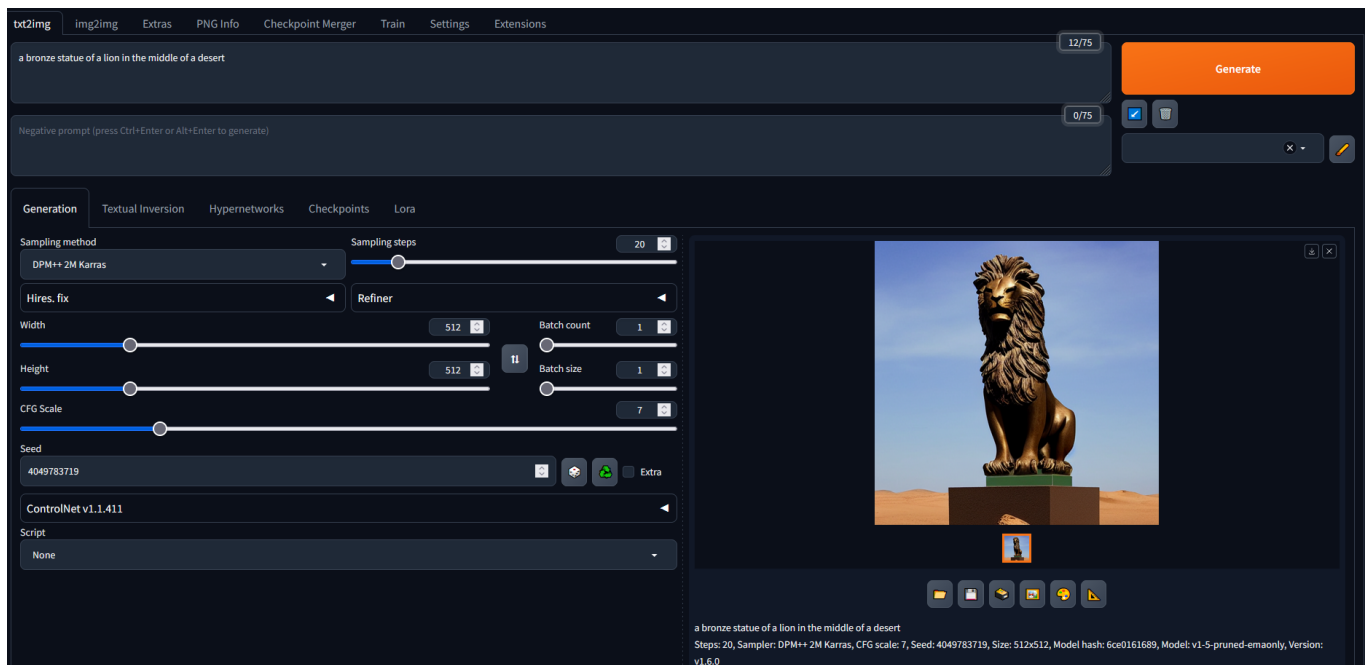 txt2img img2img Extras PNG Info Checkpoint Merger Train Settings Extensions
12/75
a bronze statue of a lion in the middle of a desert
Generate
0/75
Negative prompt (press Ctrl+Enter or Alt+Enter to generate)
Generation Textual Inversion Hypernetworks Checkpoints Lora
Sampling method
DPM++ 2M Karras
Sampling steps
20
Hires. fix
Refiner
Width
512
Batch count
1
Height
512
Batch size
1
CFG Scale
7
Seed
4049783719
Extra
ControlNet v1.1.411
Script
None
a bronze statue of a lion in the middle of a desert
Steps: 20, Sampler: DPM++ 2M Karras, CFG scale: 7, Seed: 4049783719, Size: 512x512, Model hash: 6ce0161689, Model: v1-5-pruned-emaonly, Version:
v1.6.0